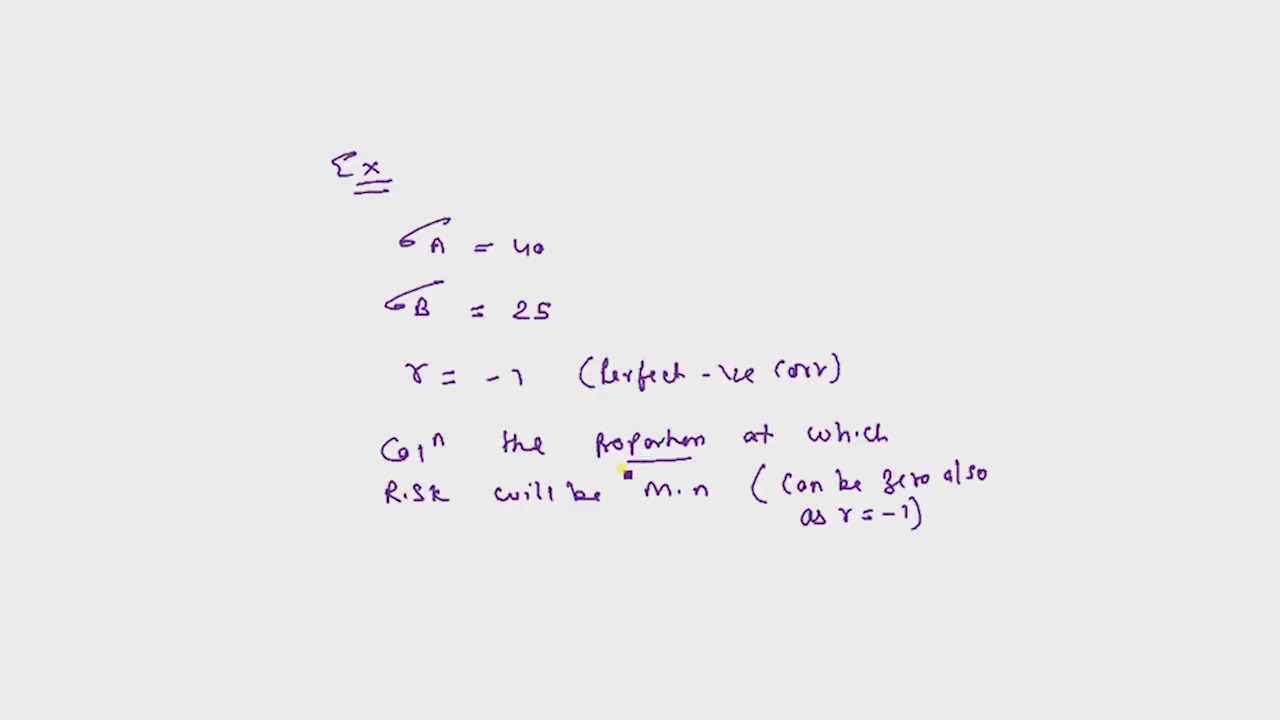 Ex
σA = 40
σB = 25
r = -1 (Perfect -ve corr)
Calⁿ the proportion at which
Risk will be Min (can be zero also
as r = -1)